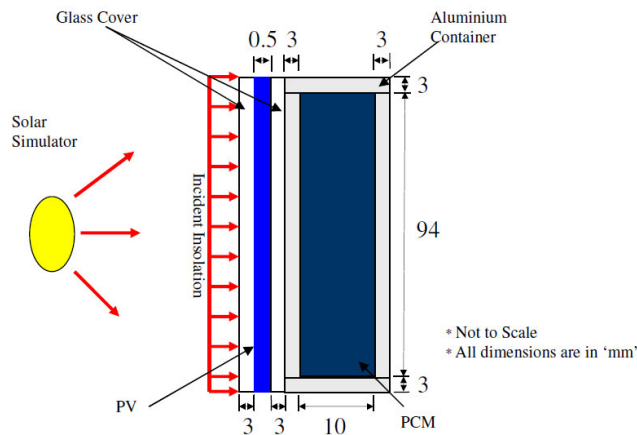 Glass Cover
0.5
3
3
Aluminium
Container
3
Solar
Simulator
Incident Insolation
94
* Not to Scale
* All dimensions are in ‘mm’
3
PV
3
3
10
PCM